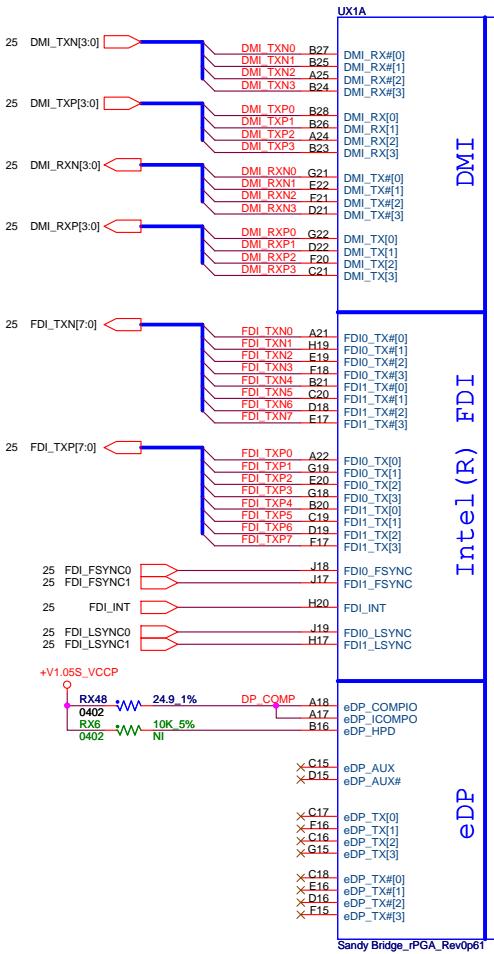 UX1A
25 DMI_TXN[3:0]
DMI_TXN0 B27 DMI_RX#[0]
DMI_TXN1 B25 DMI_RX#[1]
DMI_TXN2 A25 DMI_RX#[2]
DMI_TXN3 B24 DMI_RX#[3]
25 DMI_TXP[3:0]
DMI_TXP0 B28 DMI_RX[0]
DMI_TXP1 B26 DMI_RX[1]
DMI_TXP2 A24 DMI_RX[2]
DMI_TXP3 B23 DMI_RX[3]
DMI
25 DMI_RXN[3:0]
DMI_RXN0 G21 DMI_TX#[0]
DMI_RXN1 E22 DMI_TX#[1]
DMI_RXN2 F21 DMI_TX#[2]
DMI_RXN3 D21 DMI_TX#[3]
25 DMI_RXP[3:0]
DMI_RXP0 G22 DMI_TX[0]
DMI_RXP1 D22 DMI_TX[1]
DMI_RXP2 F20 DMI_TX[2]
DMI_RXP3 C21 DMI_TX[3]
25 FDI_TXN[7:0]
FDI_TXN0 A21 FDI0_TX#[0]
FDI_TXN1 H19 FDI0_TX#[1]
FDI_TXN2 E19 FDI0_TX#[2]
FDI_TXN3 F18 FDI0_TX#[3]
FDI_TXN4 B21 FDI1_TX#[0]
FDI_TXN5 C20 FDI1_TX#[1]
FDI_TXN6 D18 FDI1_TX#[2]
FDI_TXN7 E17 FDI1_TX#[3]
Intel(R) FDI
25 FDI_TXP[7:0]
FDI_TXP0 A22 FDI0_TX[0]
FDI_TXP1 G19 FDI0_TX[1]
FDI_TXP2 E20 FDI0_TX[2]
FDI_TXP3 G18 FDI0_TX[3]
FDI_TXP4 B20 FDI1_TX[0]
FDI_TXP5 C19 FDI1_TX[1]
FDI_TXP6 D19 FDI1_TX[2]
FDI_TXP7 F17 FDI1_TX[3]
25 FDI_FSYNC0 J18 FDI0_FSYNC
25 FDI_FSYNC1 J17 FDI1_FSYNC
25 FDI_INT H20 FDI_INT
25 FDI_LSYNC0 J19 FDI0_LSYNC
25 FDI_LSYNC1 H17 FDI1_LSYNC
+V1.05S_VCCP
RX48 24.9_1% DP_COMP A18 eDP_COMPIO
0402 A17 eDP_ICOMPO
RX6 10K_5% B16 eDP_HPD
0402 NI
C15 eDP_AUX
D15 eDP_AUX#
eDP
C17 eDP_TX[0]
F16 eDP_TX[1]
C16 eDP_TX[2]
G15 eDP_TX[3]
C18 eDP_TX#[0]
E16 eDP_TX#[1]
D16 eDP_TX#[2]
F15 eDP_TX#[3]
Sandy Bridge_rPGA_Rev0p61